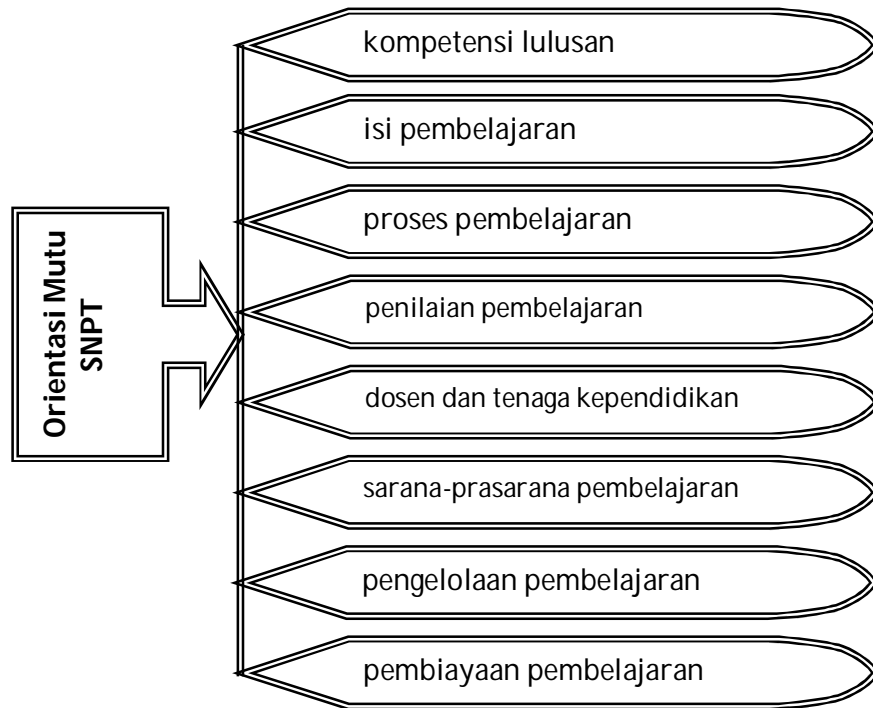 kompetensi lulusan
isi pembelajaran
proses pembelajaran
penilaian pembelajaran
dosen dan tenaga kependidikan
sarana-prasarana pembelajaran
pengelolaan pembelajaran
pembiayaan pembelajaran
Orientasi Mutu
SNPT